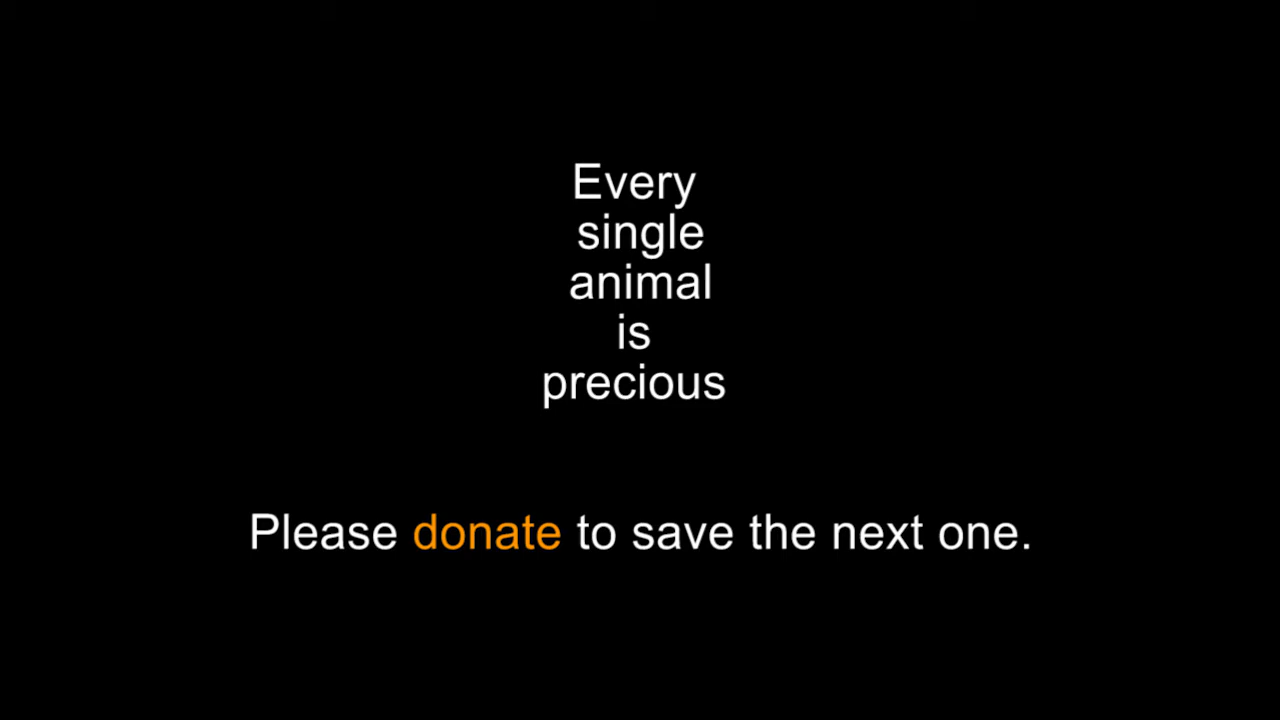 Every
single
animal
is
precious
Please donate to save the next one.